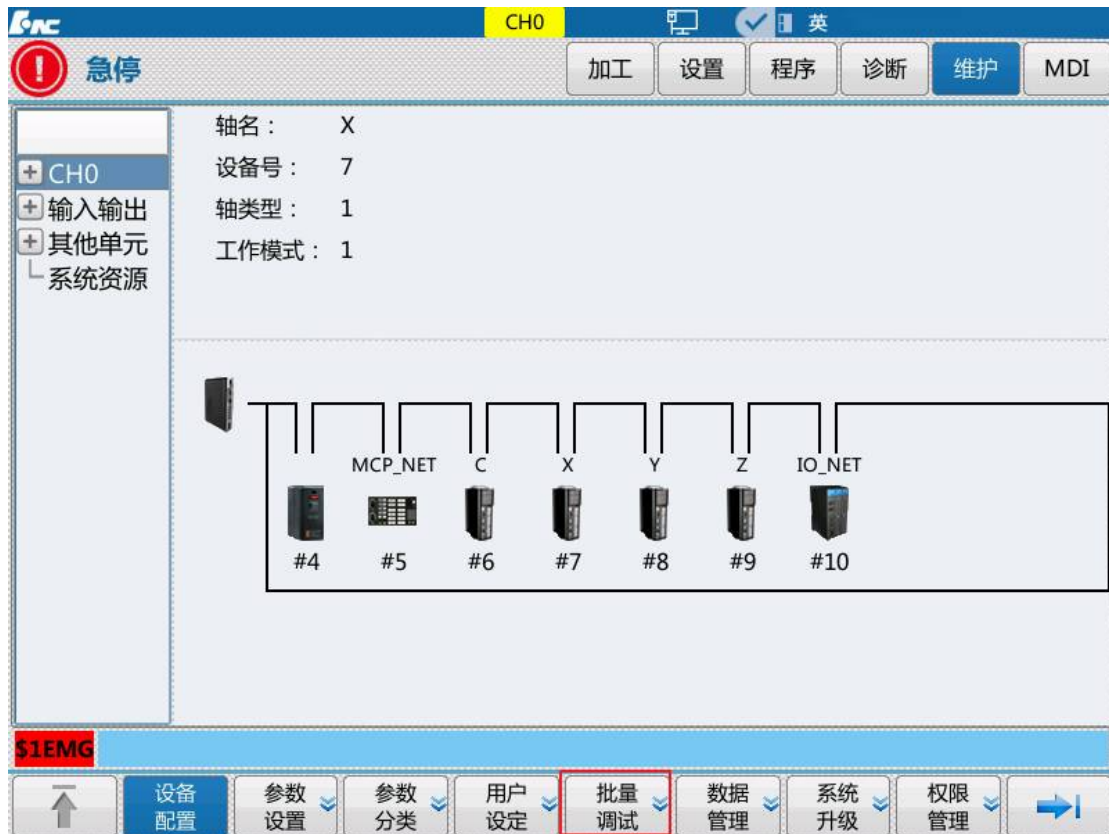 HNC CH0 英
急停 加工 设置 程序 诊断 维护 MDI
轴名： X
设备号： 7
轴类型： 1
工作模式： 1
CH0
输入输出
其他单元
系统资源
MCP_NET C X Y Z IO_NET
#4 #5 #6 #7 #8 #9 #10
$1EMG
设备配置
参数设置
参数分类
用户设定
批量调试
数据管理
系统升级
权限管理